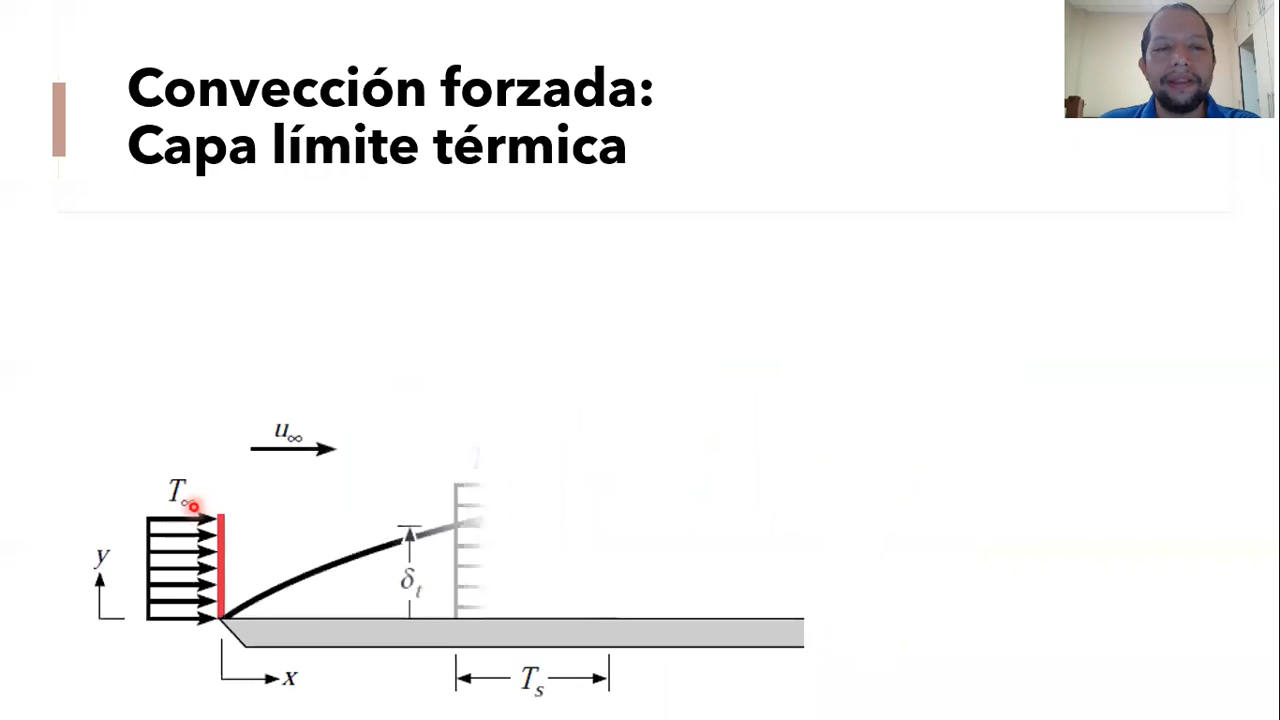 Convección forzada:
Capa límite térmica
u∞
T∞
y
δt
x
Ts